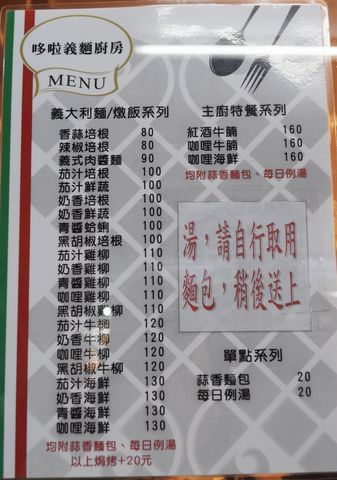 哆啦義麵廚房
MENU
義大利麵/燉飯系列
香蒜培根 80
辣椒培根 80
義式肉醬麵 90
茄汁培根 100
茄汁鮮蔬 100
奶香培根 100
奶香鮮蔬 100
青醬蛤蜊 100
黑胡椒培根 100
茄汁雞柳 110
奶香雞柳 110
青醬雞柳 110
咖哩雞柳 110
黑胡椒雞柳 110
茄汁牛柳 120
奶香牛柳 120
咖哩牛柳 120
黑胡椒牛柳 120
茄汁海鮮 130
奶香海鮮 130
青醬海鮮 130
咖哩海鮮 130
均附蒜香麵包、每日例湯
以上焗烤+20元
主廚特餐系列
紅酒牛腩 160
咖哩牛腩 160
咖哩海鮮 160
均附蒜香麵包、每日例湯
湯，請自行取用
麵包，稍後送上
單點系列
蒜香麵包 20
每日例湯 20